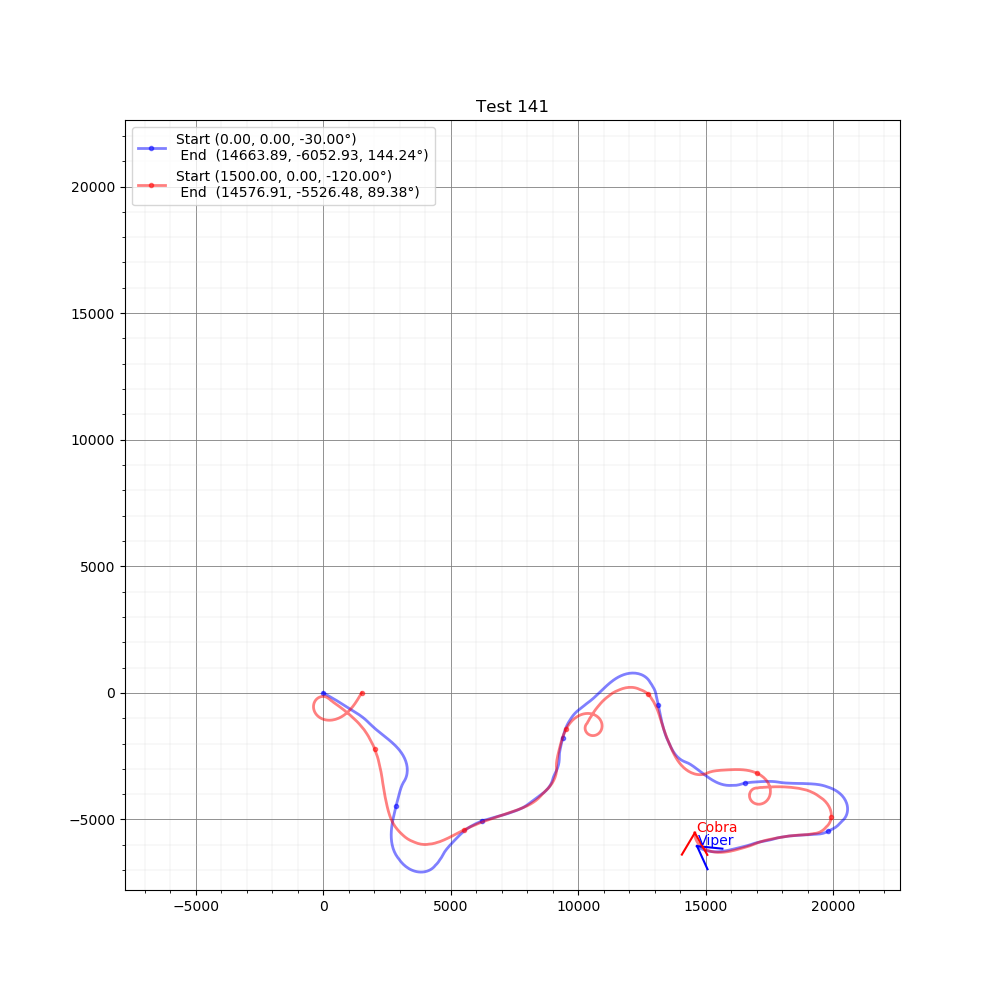 Test 141
Start (0.00, 0.00, -30.00°)
End  (14663.89, -6052.93, 144.24°)
Start (1500.00, 0.00, -120.00°)
End  (14576.91, -5526.48, 89.38°)
20000
15000
10000
5000
0
−5000
Cobra
Viper
−5000
0
5000
10000
15000
20000